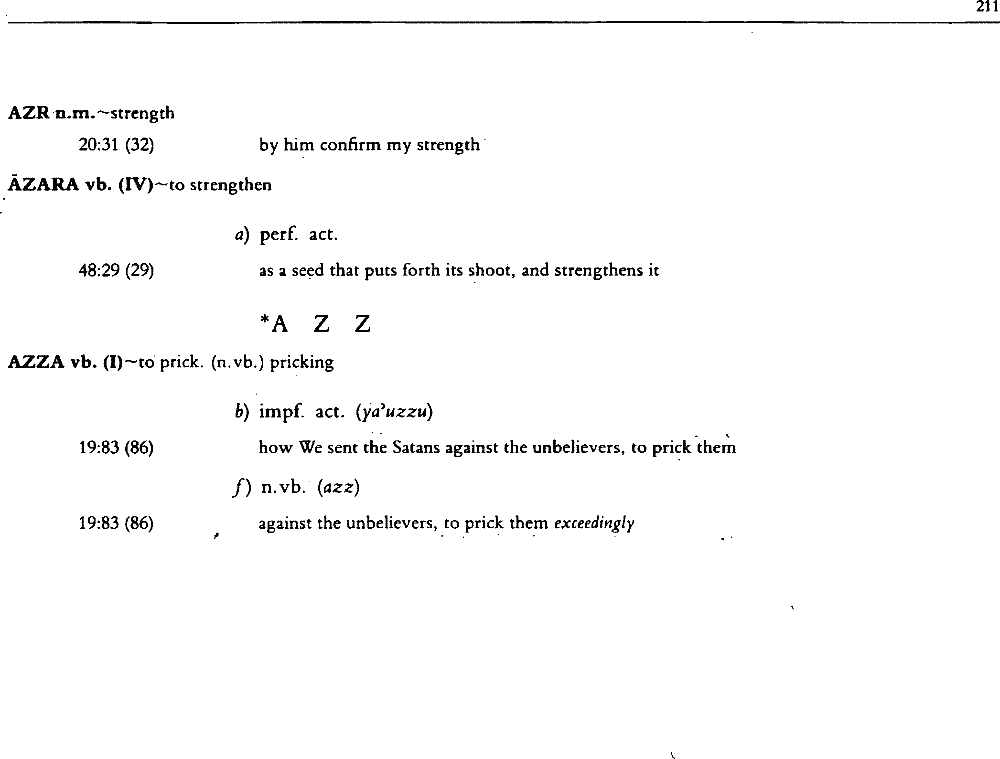 211
AZR n.m.~strength
20:31 (32) by him confirm my strength
ĀZARA vb. (IV)~to strengthen
a) perf. act.
48:29 (29) as a seed that puts forth its shoot, and strengthens it
*A Z Z
AZZA vb. (I)~to prick. (n.vb.) pricking
b) impf. act. (ya’uzzu)
19:83 (86) how We sent the Satans against the unbelievers, to prick them
f) n.vb. (azz)
19:83 (86) against the unbelievers, to prick them exceedingly